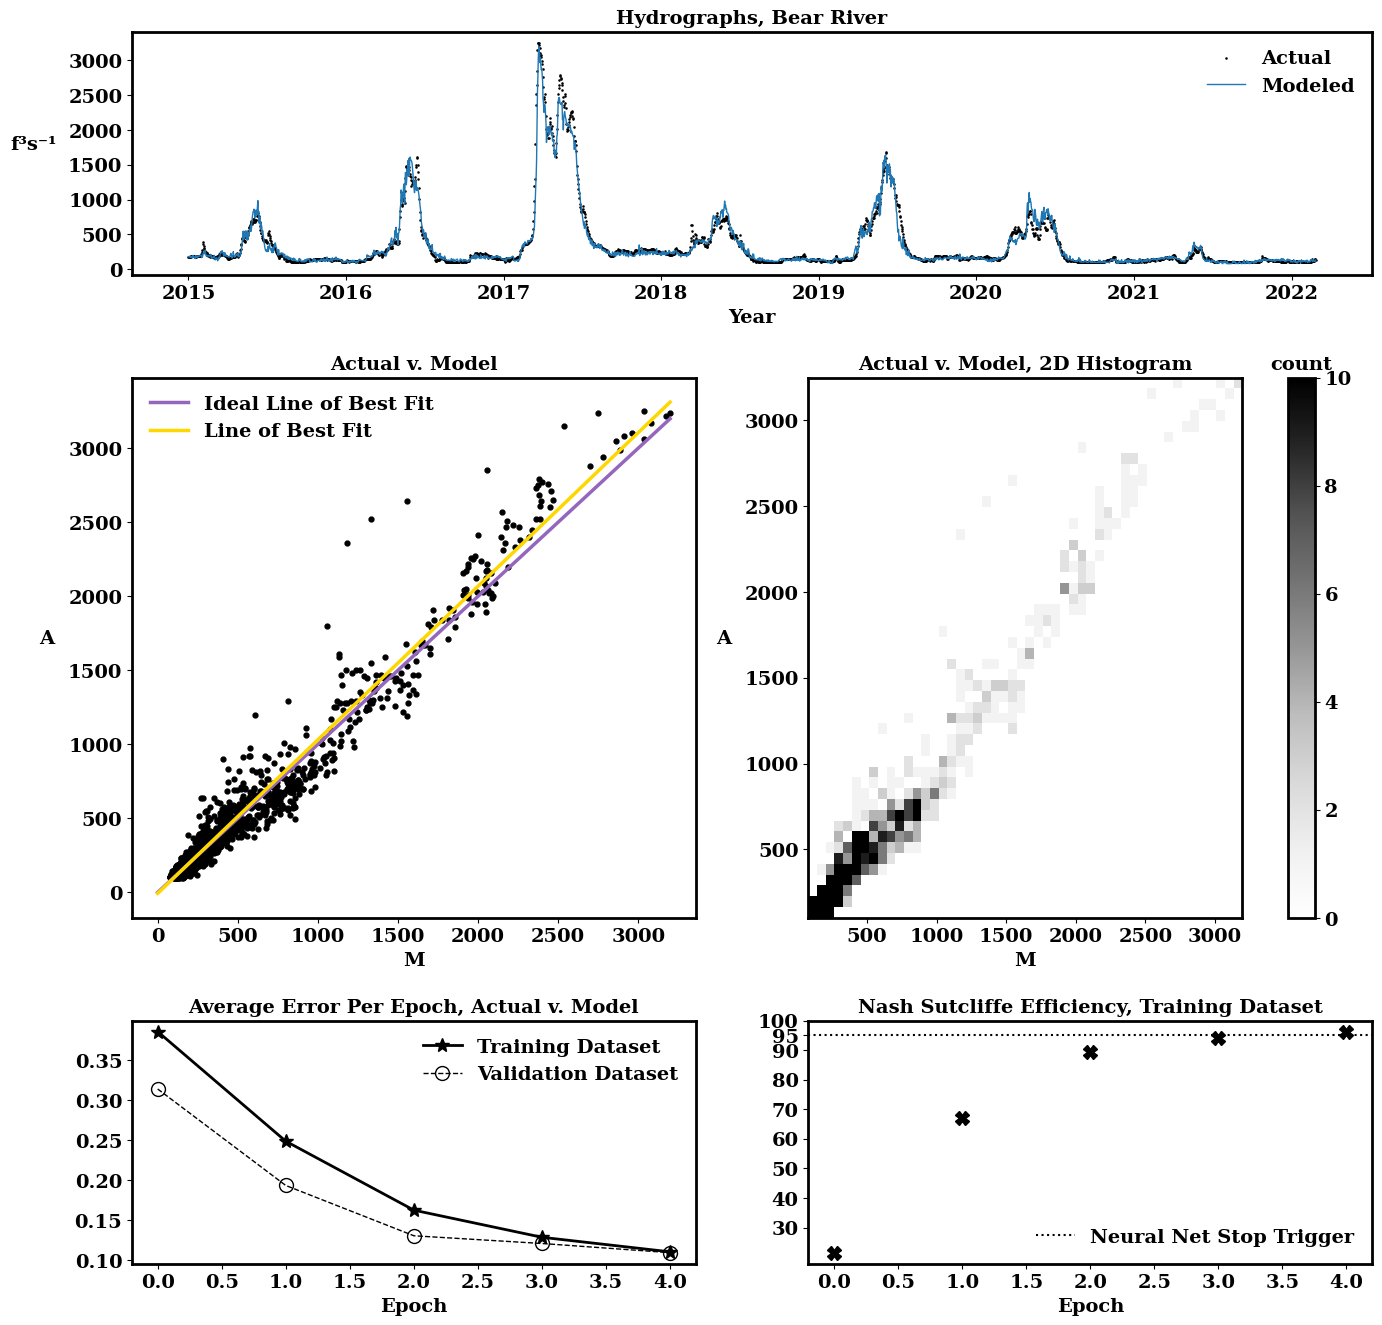 Hydrographs, Bear River
3000
2500
2000
1500
1000
500
0
f³s⁻¹
Actual
Modeled
2015 2016 2017 2018 2019 2020 2021 2022
Year
Actual v. Model
Ideal Line of Best Fit
Line of Best Fit
3000
2500
2000
1500
1000
500
0
A
0 500 1000 1500 2000 2500 3000
M
Actual v. Model, 2D Histogram
3000
2500
2000
1500
1000
500
A
500 1000 1500 2000 2500 3000
M
count
10
8
6
4
2
0
Average Error Per Epoch, Actual v. Model
Training Dataset
Validation Dataset
0.35
0.30
0.25
0.20
0.15
0.10
0.0 0.5 1.0 1.5 2.0 2.5 3.0 3.5 4.0
Epoch
Nash Sutcliffe Efficiency, Training Dataset
100
95
90
80
70
60
50
40
30
Neural Net Stop Trigger
0.0 0.5 1.0 1.5 2.0 2.5 3.0 3.5 4.0
Epoch